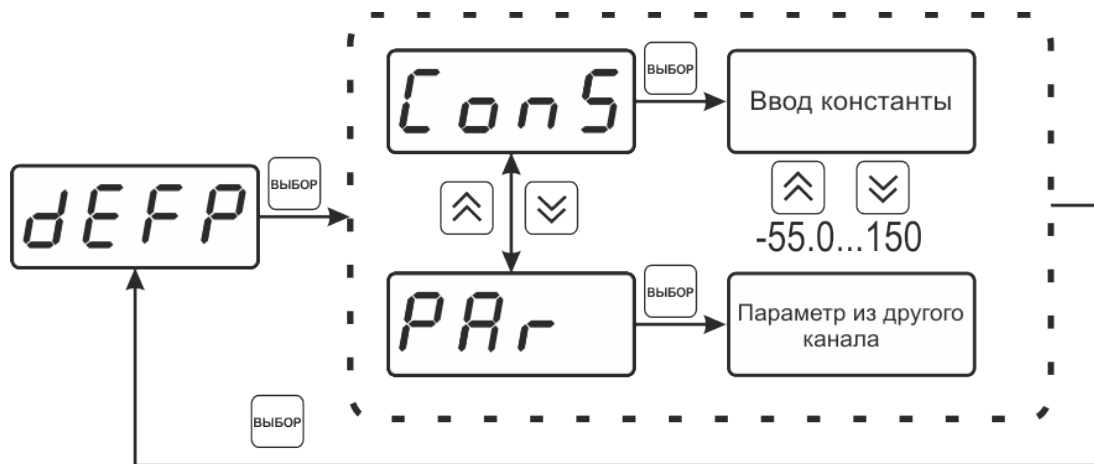 ConS
ВЫБОР
Ввод константы
dEFP
ВЫБОР
-55.0...150
PAr
ВЫБОР
Параметр из другого
канала
ВЫБОР